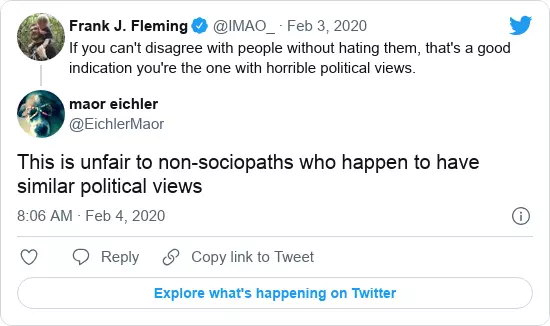 Frank J. Fleming @IMAO_ · Feb 3, 2020
If you can't disagree with people without hating them, that's a good
indication you're the one with horrible political views.
maor eichler
@EichlerMaor
This is unfair to non-sociopaths who happen to have
similar political views
8:06 AM · Feb 4, 2020
Reply
Copy link to Tweet
Explore what's happening on Twitter